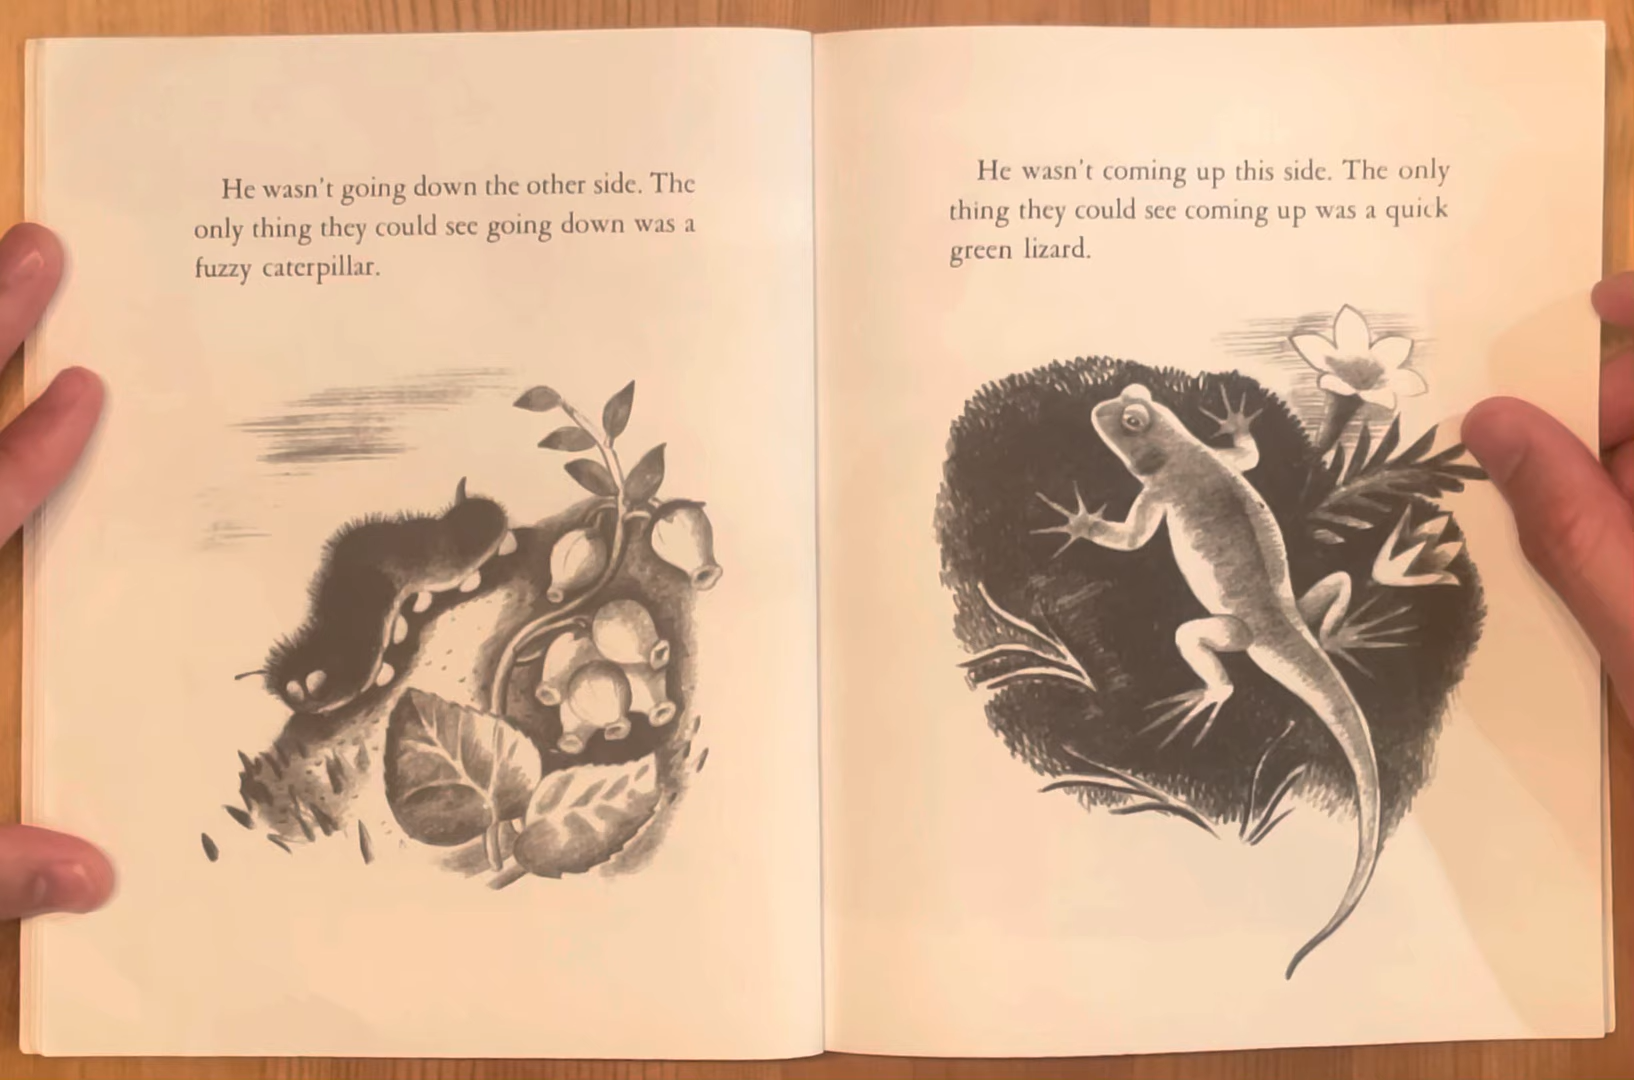 He wasn't going down the other side. The
only thing they could see going down was a
fuzzy caterpillar.
He wasn't coming up this side. The only
thing they could see coming up was a quick
green lizard.